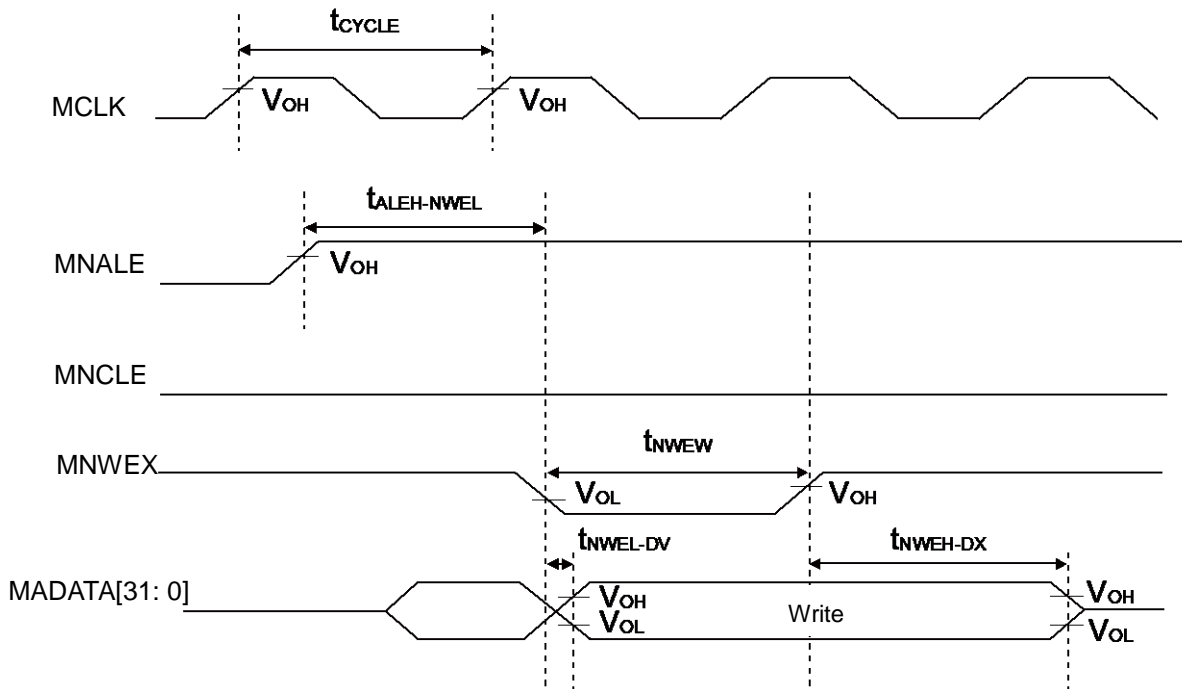 tCYCLE
MCLK VOH VOH
tALEH-NWEL
MNALE VOH
MNCLE
tNWEW
MNWEX VOL VOH
tNWEL-DV tNWEH-DX
MADATA[31: 0] VOH Write VOH
VOL VOL